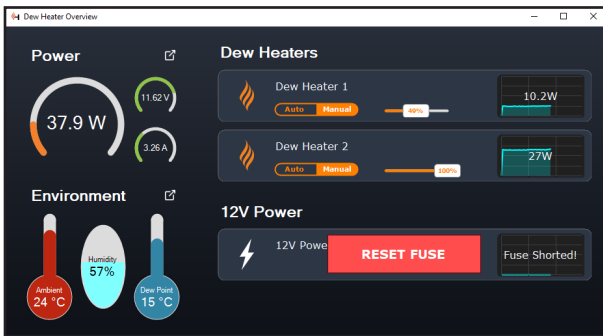 Dew Heater Overview
Power
11.62 V
37.9 W
3.26 A
Environment
Humidity
57%
Ambient
24 °C
Dew Point
15 °C
Dew Heaters
Dew Heater 1
Auto Manual 49%
10.2W
Dew Heater 2
Auto Manual 100%
27W
12V Power
12V Powe
RESET FUSE
Fuse Shorted!